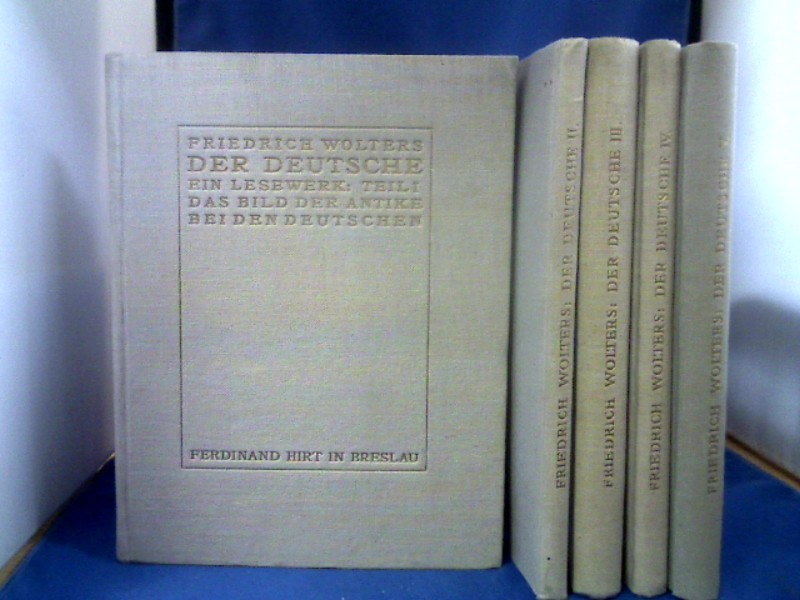 FRIEDRICH WOLTERS
DER DEUTSCHE
EIN LESEWERK: TEIL I
DAS BILD DER ANTIKE
BEI DEN DEUTSCHEN
FERDINAND HIRT IN BRESLAU
FRIEDRICH WOLTERS: DER DEUTSCHE II.
FRIEDRICH WOLTERS: DER DEUTSCHE III.
FRIEDRICH WOLTERS: DER DEUTSCHE IV.
FRIEDRICH WOLTERS: DER DEUTSCHE